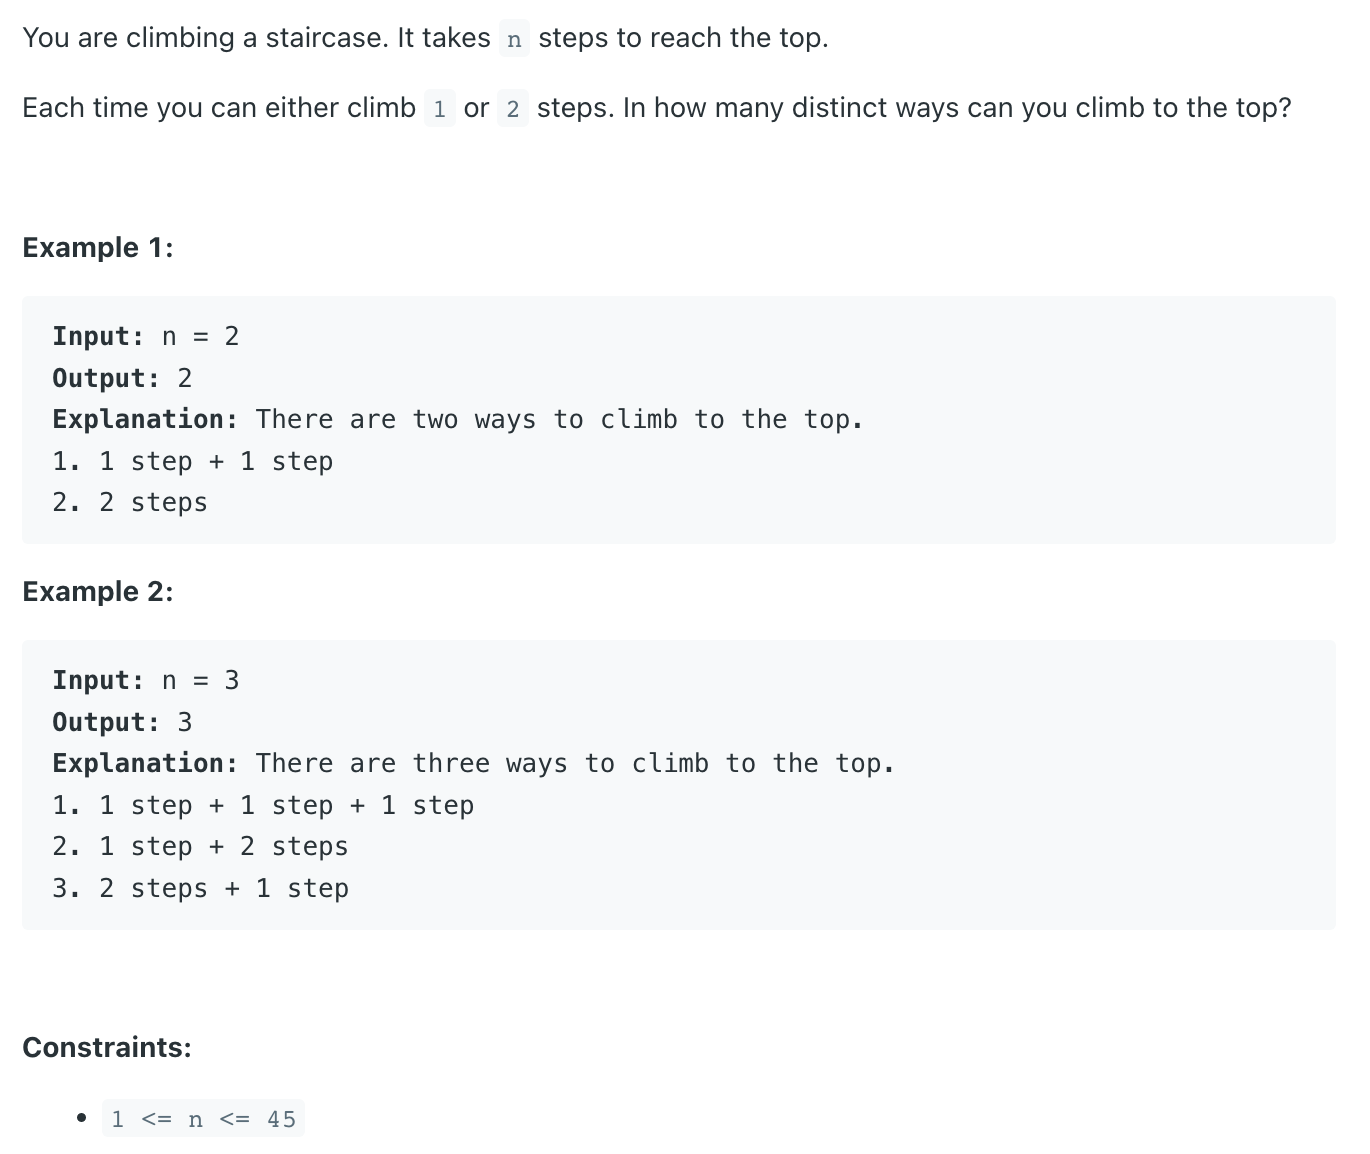 You are climbing a staircase. It takes n steps to reach the top.
Each time you can either climb 1 or 2 steps. In how many distinct ways can you climb to the top?
Example 1:
Input: n = 2
Output: 2
Explanation: There are two ways to climb to the top.
1. 1 step + 1 step
2. 2 steps
Example 2:
Input: n = 3
Output: 3
Explanation: There are three ways to climb to the top.
1. 1 step + 1 step + 1 step
2. 1 step + 2 steps
3. 2 steps + 1 step
Constraints:
• 1 <= n <= 45